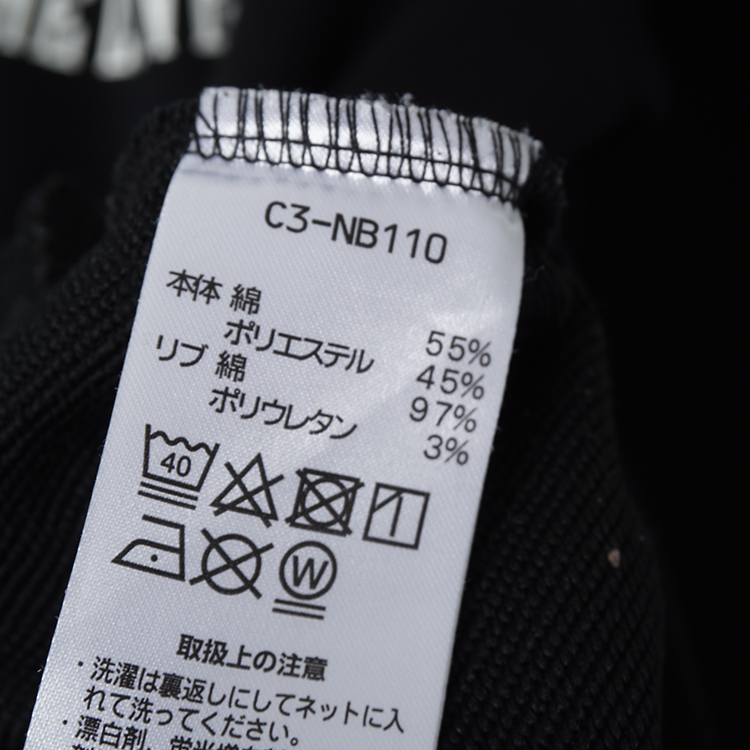 C3-NB110
本体 綿 55%
ポリエステル 45%
リブ 綿 97%
ポリウレタン 3%
40
W
取扱上の注意
・洗濯は裏返しにしてネットに入
れて洗ってください。
・漂白剤、蛍光増